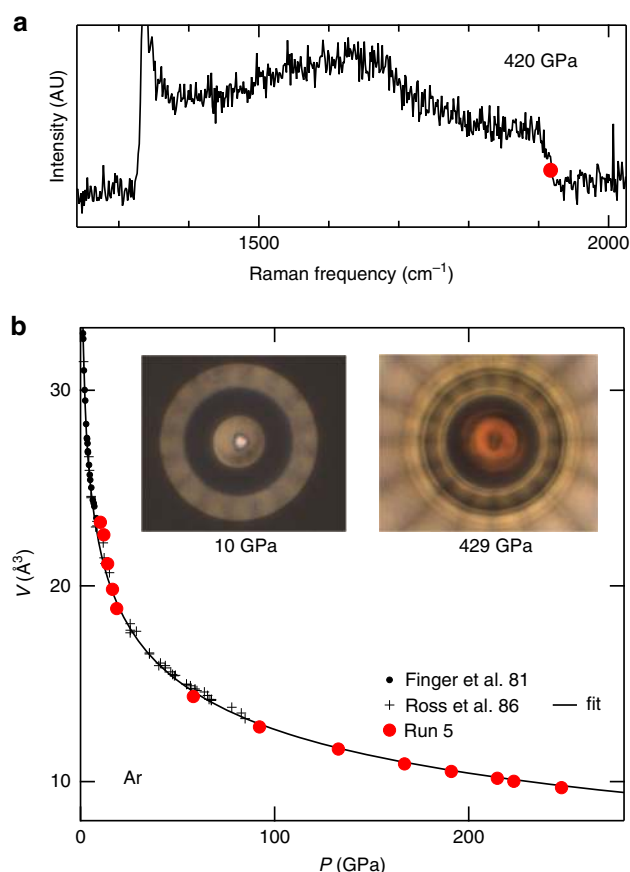 a
420 GPa
Intensity (AU)
1500
2000
Raman frequency (cm⁻¹)
b
30
20
10
V (Å³)
10 GPa
429 GPa
Finger et al. 81
Ross et al. 86
fit
Run 5
Ar
0
100
200
P (GPa)